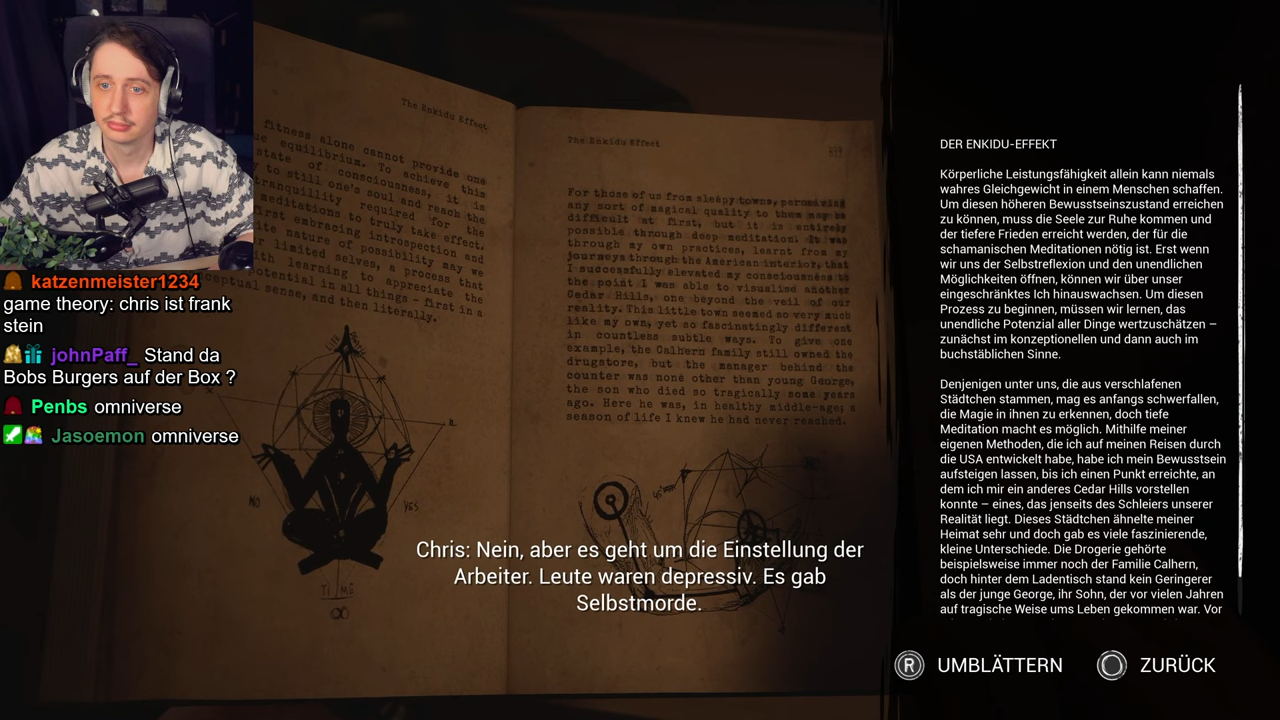 katzenmeister1234
game theory: chris ist frank
stein
johnPaff_ Stand da
Bobs Burgers auf der Box ?
Penbs omniverse
Jasoemon omniverse
The Enkidu Effect
fitness alone cannot provide one
equilibrium. To achieve this
state of consciousness, it is
to still one's soul and reach the
tranquillity required for the
meditations to truly take effect.
first embracing introspection and
nature of possibility may we
limited selves, a process that
with learning to appreciate the
potential in all things - first in a
sense, and then literally.
NO
YES
The Enkidu Effect
For those of us from sleepy towns, perceiving
any sort of magical quality to them may be
difficult at first, but it is entirely
possible through deep meditation. It was
through my own practices, learnt from my
journeys through the American interior, that
I successfully elevated my consciousness to
the point I was able to visualise another
Cedar Hills, one beyond the veil of our
reality. This little town seemed so very much
like my own, yet so fascinatingly different
in countless subtle ways. To give one
example, the Calhern family still owned the
drugstore, but the manager behind the
counter was none other than young George,
the son who died so tragically some years
ago. Here he was, in healthy middle-age; a
season of life I knew he had never reached.
Chris: Nein, aber es geht um die Einstellung der
Arbeiter. Leute waren depressiv. Es gab
Selbstmorde.
DER ENKIDU-EFFEKT
Körperliche Leistungsfähigkeit allein kann niemals
wahres Gleichgewicht in einem Menschen schaffen.
Um diesen höheren Bewusstseinszustand erreichen
zu können, muss die Seele zur Ruhe kommen und
der tiefere Frieden erreicht werden, der für die
schamanischen Meditationen nötig ist. Erst wenn
wir uns der Selbstreflexion und den unendlichen
Möglichkeiten öffnen, können wir über unser
eingeschränktes Ich hinauswachsen. Um diesen
Prozess zu beginnen, müssen wir lernen, das
unendliche Potenzial aller Dinge wertzuschätzen –
zunächst im konzeptionellen und dann auch im
buchstäblichen Sinne.
Denjenigen unter uns, die aus verschlafenen
Städtchen stammen, mag es anfangs schwerfallen,
die Magie in ihnen zu erkennen, doch tiefe
Meditation macht es möglich. Mithilfe meiner
eigenen Methoden, die ich auf meinen Reisen durch
die USA entwickelt habe, habe ich mein Bewusstsein
aufsteigen lassen, bis ich einen Punkt erreichte, an
dem ich mir ein anderes Cedar Hills vorstellen
konnte – eines, das jenseits des Schleiers unserer
Realität liegt. Dieses Städtchen ähnelte meiner
Heimat sehr und doch gab es viele faszinierende,
kleine Unterschiede. Die Drogerie gehörte
beispielsweise immer noch der Familie Calhern,
doch hinter dem Ladentisch stand kein Geringerer
als der junge George, ihr Sohn, der vor vielen Jahren
auf tragische Weise ums Leben gekommen war. Vor
R UMBLÄTTERN
ZURÜCK